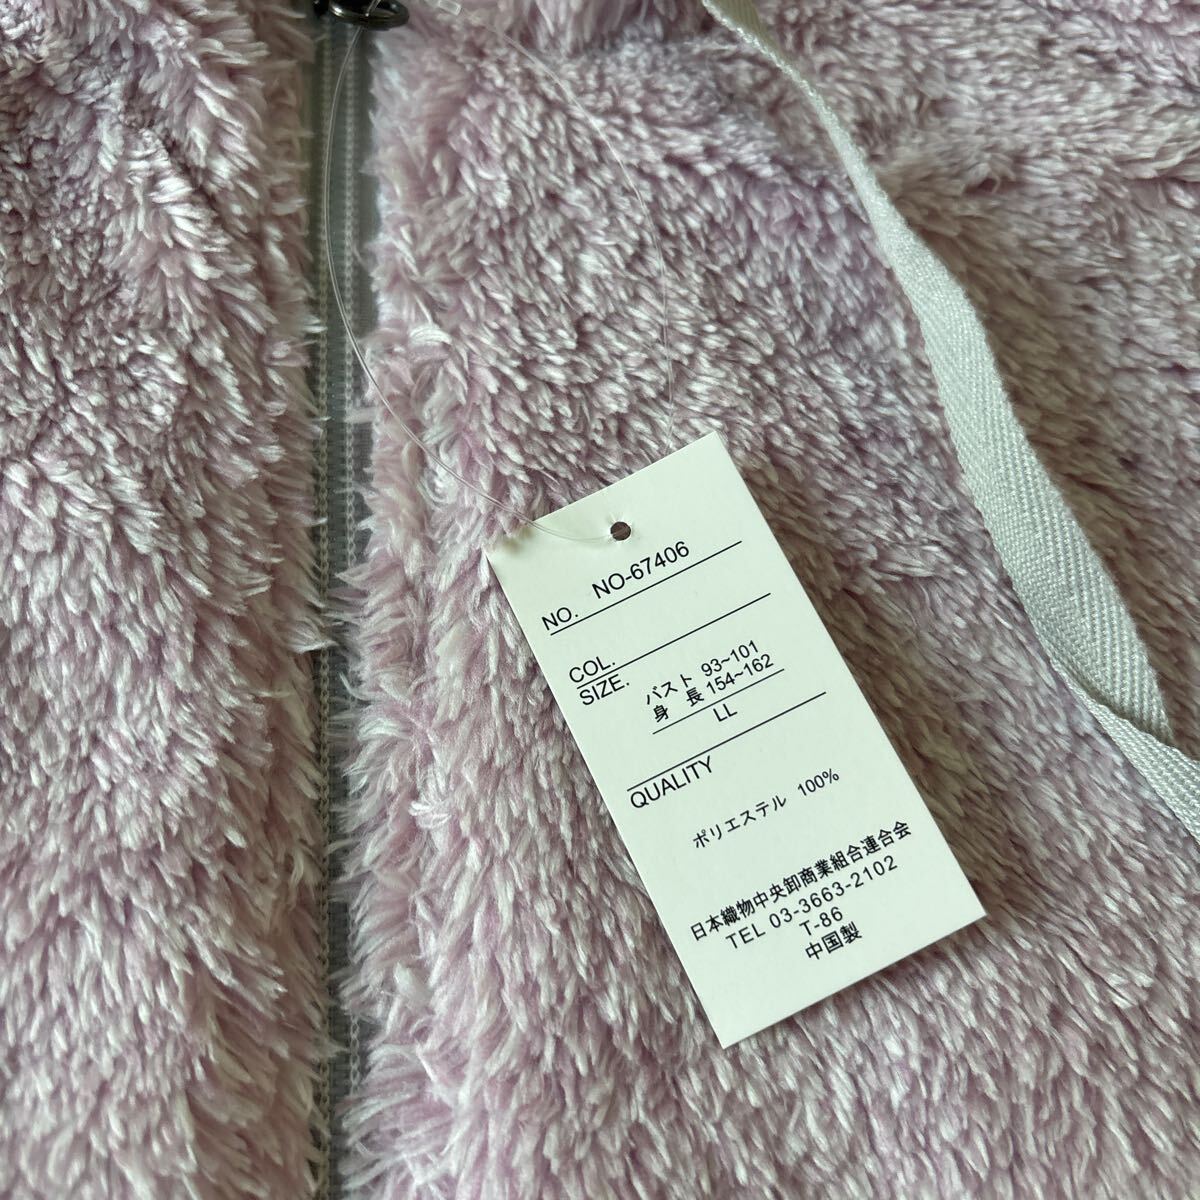 NO. NO-67406
COL.
SIZE. バスト 93~101
身 長 154~162
LL
QUALITY
ポリエステル 100%
日本織物中央卸商業組合連合会
TEL 03-3663-2102
T-86
中国製